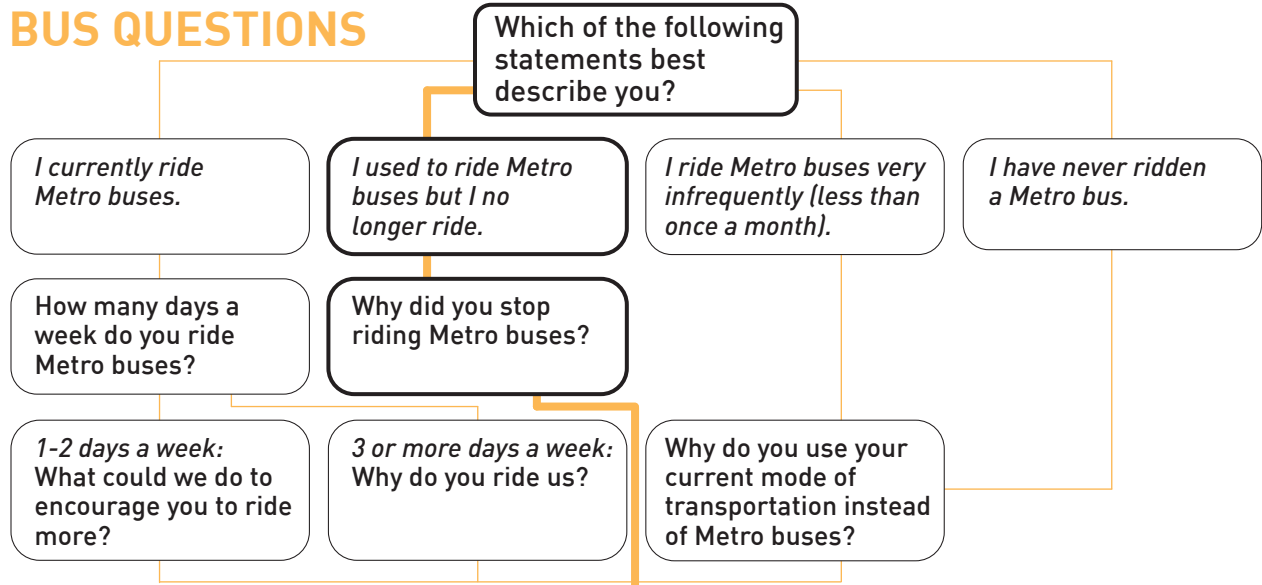 BUS QUESTIONS
Which of the following
statements best
describe you?
I currently ride
Metro buses.
I used to ride Metro
buses but I no
longer ride.
I ride Metro buses very
infrequently (less than
once a month).
I have never ridden
a Metro bus.
How many days a
week do you ride
Metro buses?
Why did you stop
riding Metro buses?
1-2 days a week:
What could we do to
encourage you to ride
more?
3 or more days a week:
Why do you ride us?
Why do you use your
current mode of
transportation instead
of Metro buses?